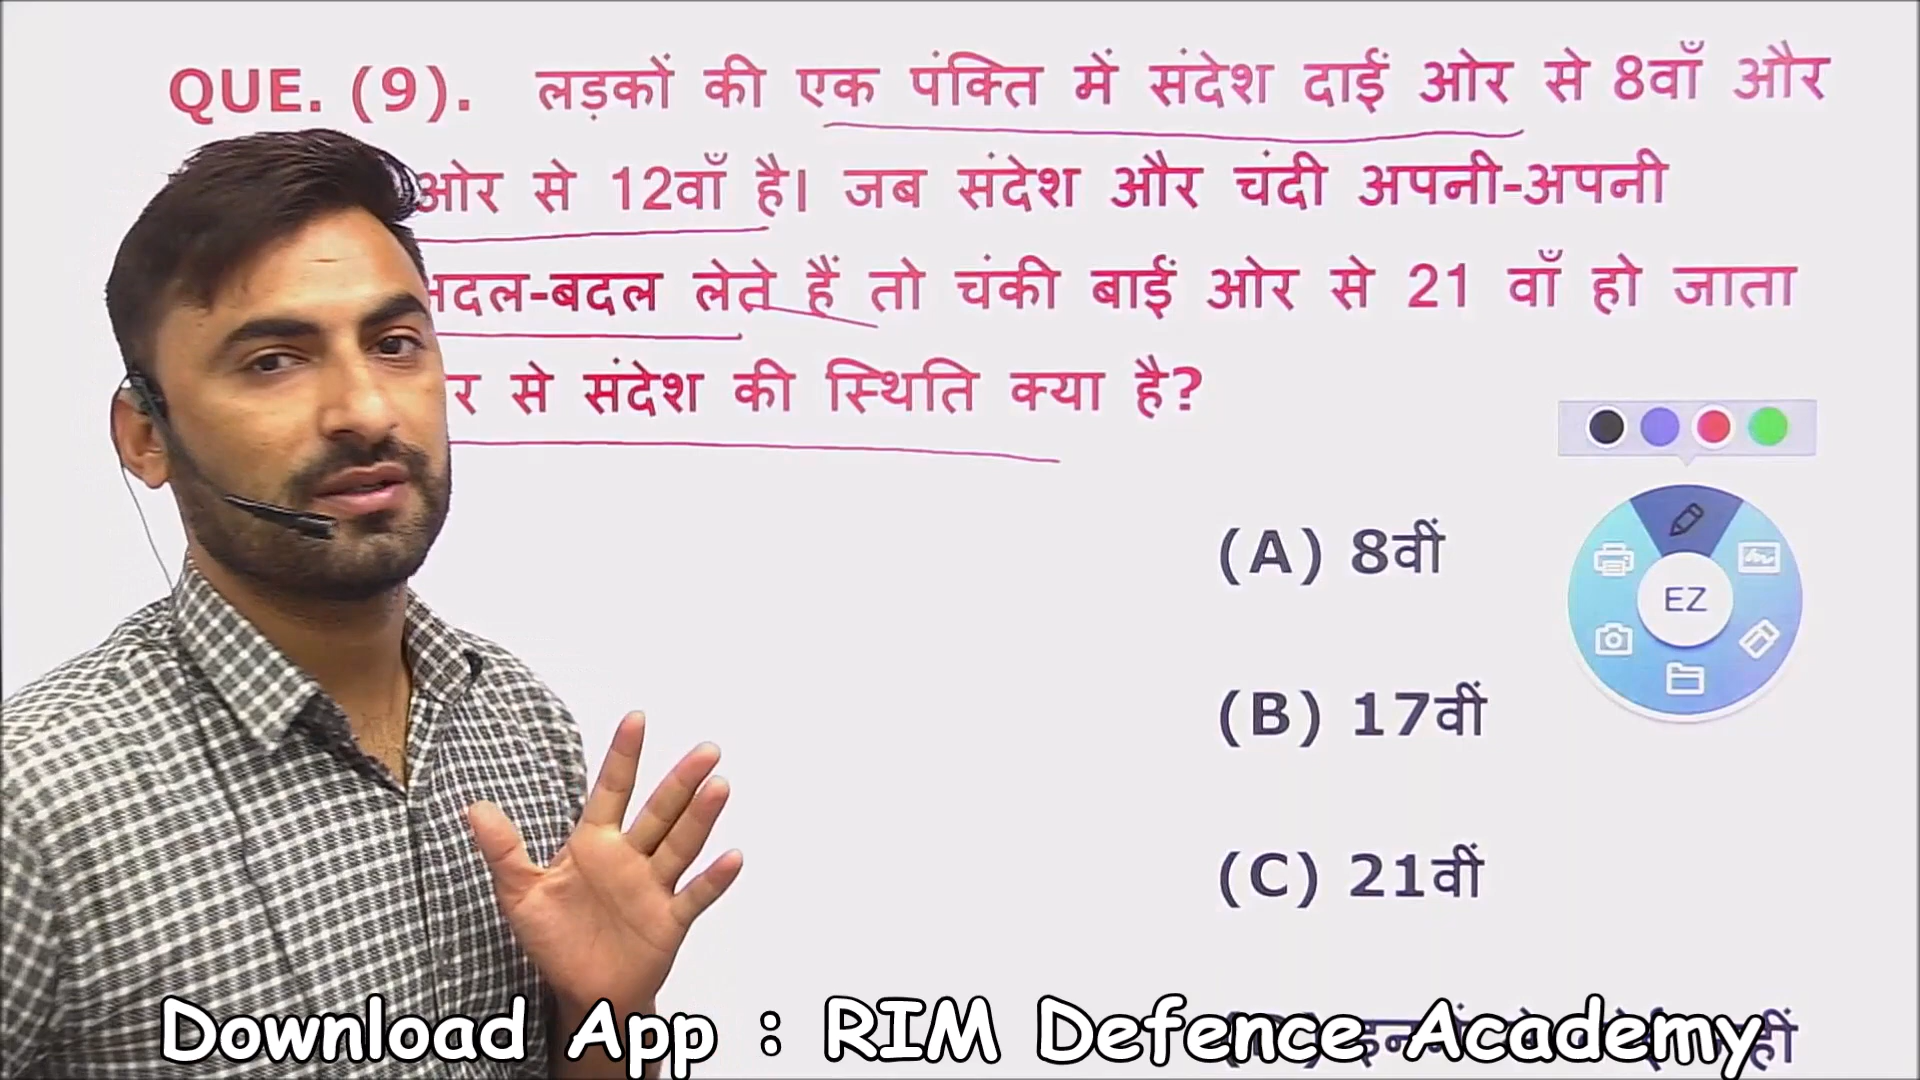 QUE. (9). लड़कों की एक पंक्ति में संदेश दाईं ओर से 8वाँ और
ओर से 12वाँ है। जब संदेश और चंदी अपनी-अपनी
अदल-बदल लेते हैं तो चंकी बाईं ओर से 21 वाँ हो जाता
से संदेश की स्थिति क्या है?
(A) 8वीं
EZ
(B) 17वीं
(C) 21वीं
Download App : RIM Defence Academy